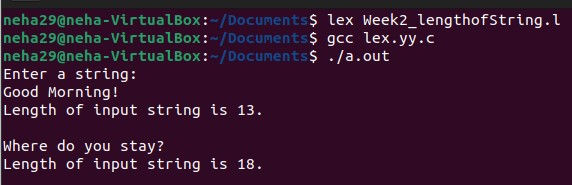 neha29@neha-VirtualBox:~/Documents$ lex Week2_lengthofString.l
neha29@neha-VirtualBox:~/Documents$ gcc lex.yy.c
neha29@neha-VirtualBox:~/Documents$ ./a.out
Enter a string:
Good Morning!
Length of input string is 13.
Where do you stay?
Length of input string is 18.